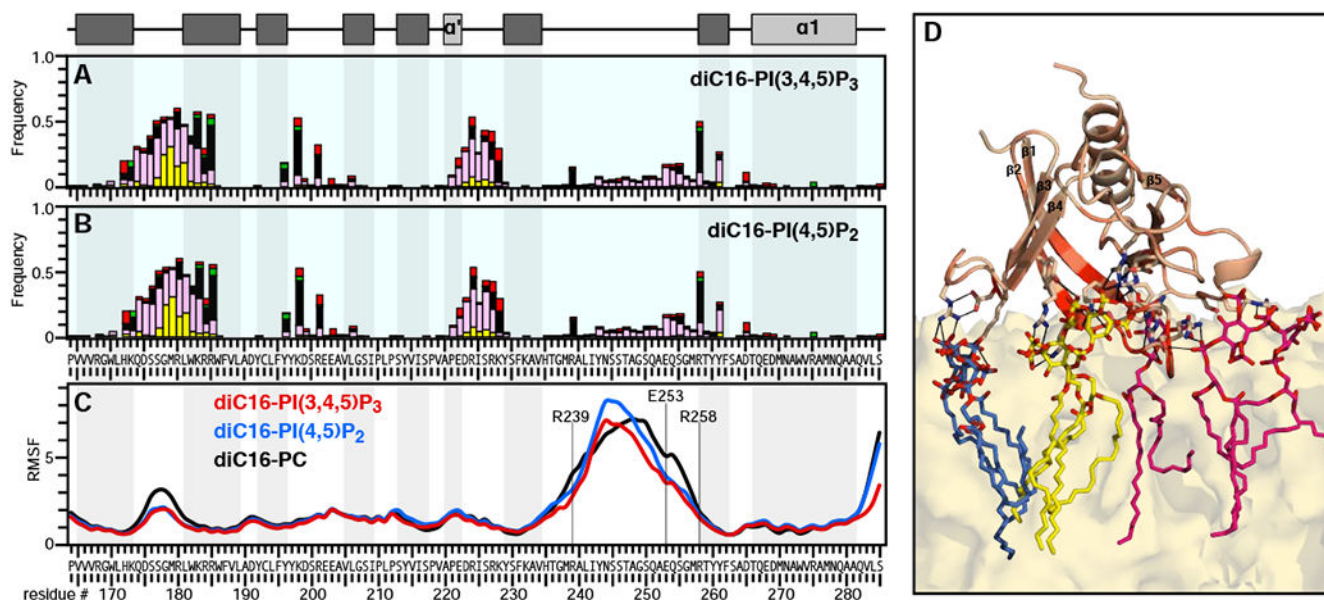 α' α1
A
diC16-PI(3,4,5)P3
Frequency
1.0
0.5
0
B
diC16-PI(4,5)P2
Frequency
1.0
0.5
0
PVVVRGWLHKQDSSGMRLWKRRWFVLADYCLFYYKDSREEAVLGSIPLPSYVISPVAPEDRISRKYSFKAVHTGMRALIYNSSTAGSQAEQSGMRTYYFSADTQEDMNAWVRAMNQAAQVLS
C
diC16-PI(3,4,5)P3
diC16-PI(4,5)P2
diC16-PC
R239 E253 R258
RMSF
5
0
PVVVRGWLHKQDSSGMRLWKRRWFVLADYCLFYYKDSREEAVLGSIPLPSYVISPVAPEDRISRKYSFKAVHTGMRALIYNSSTAGSQAEQSGMRTYYFSADTQEDMNAWVRAMNQAAQVLS
residue # 170 180 190 200 210 220 230 240 250 260 270 280
D
β1
β2
β3
β4
β5